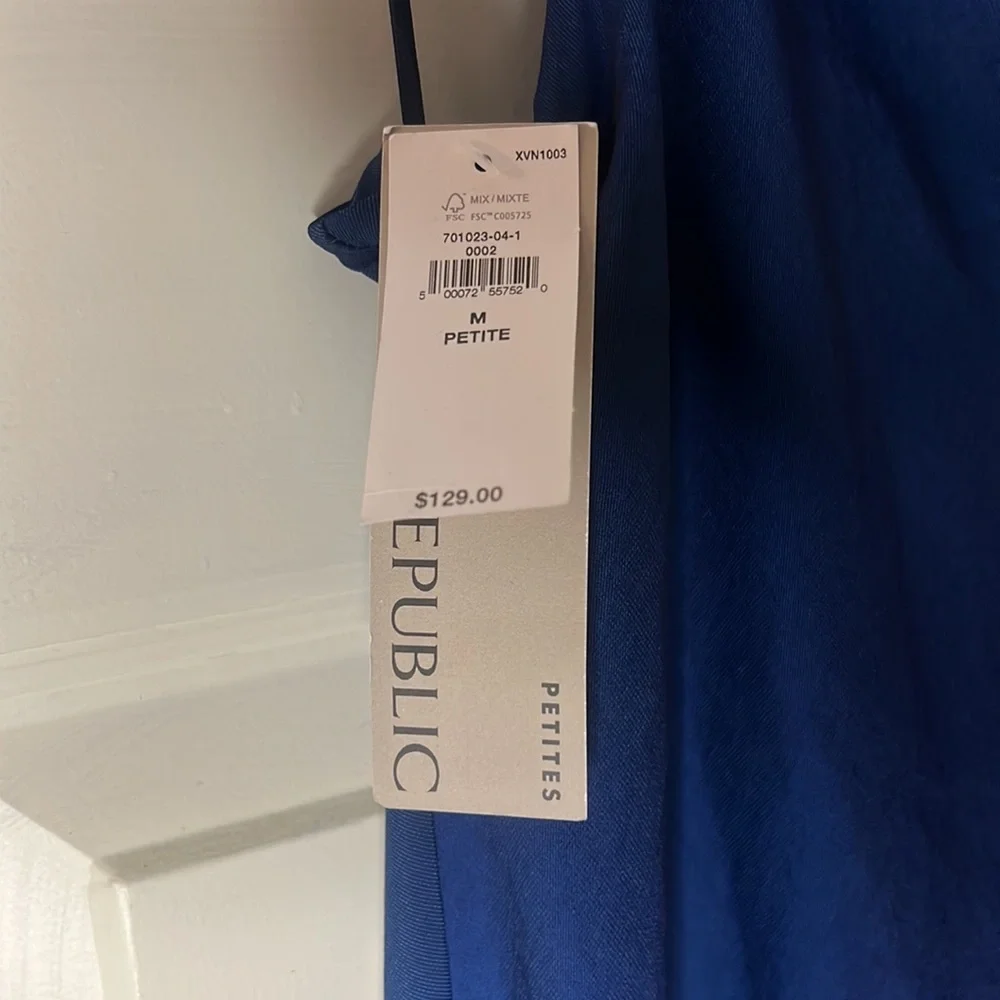 XVN1003
MIX / MIXTE
FSC
FSC™ C005725
701023-04-1
0002
5 00072 55752 0
M
PETITE
$129.00
EPUBLIC
PETITES